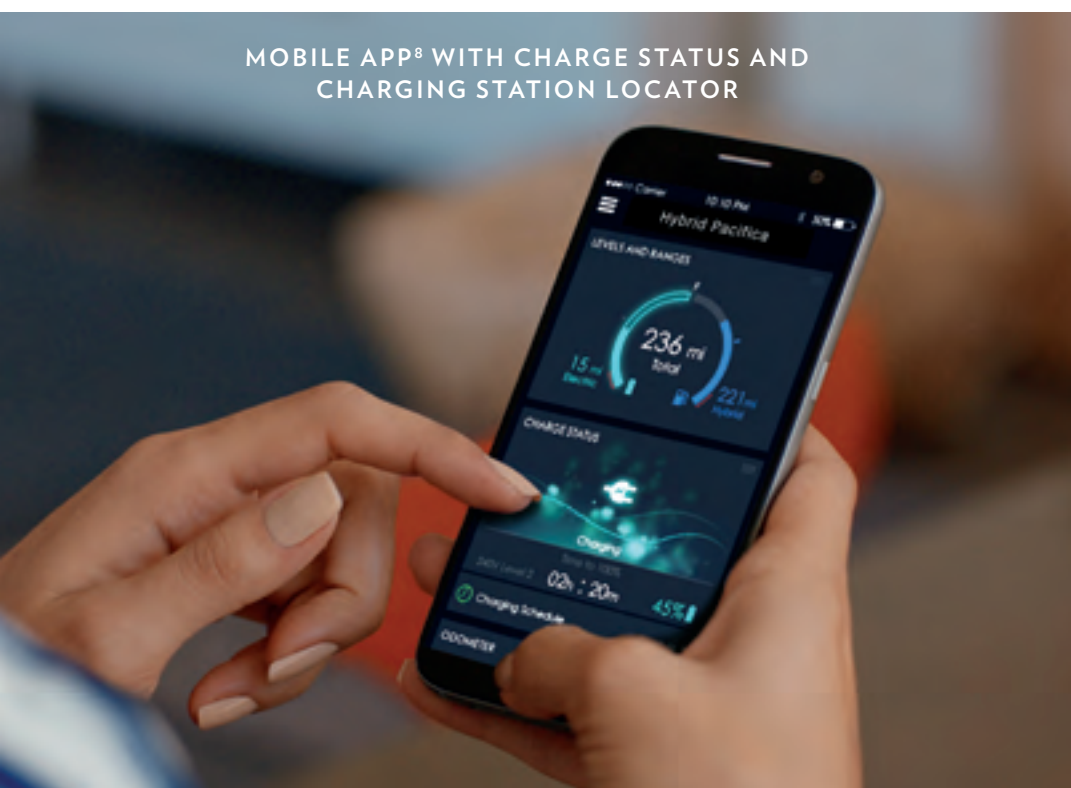 MOBILE APP⁸ WITH CHARGE STATUS AND
CHARGING STATION LOCATOR
Carrier 10:10 PM 50%
Hybrid Pacifica
LEVELS AND RANGES
236 mi
Total
15 mi
Electric
221 mi
Hybrid
CHARGE STATUS
Charging
Time to 100%
240V Level 2 02h : 20m 45%
Charging Schedule
ODOMETER